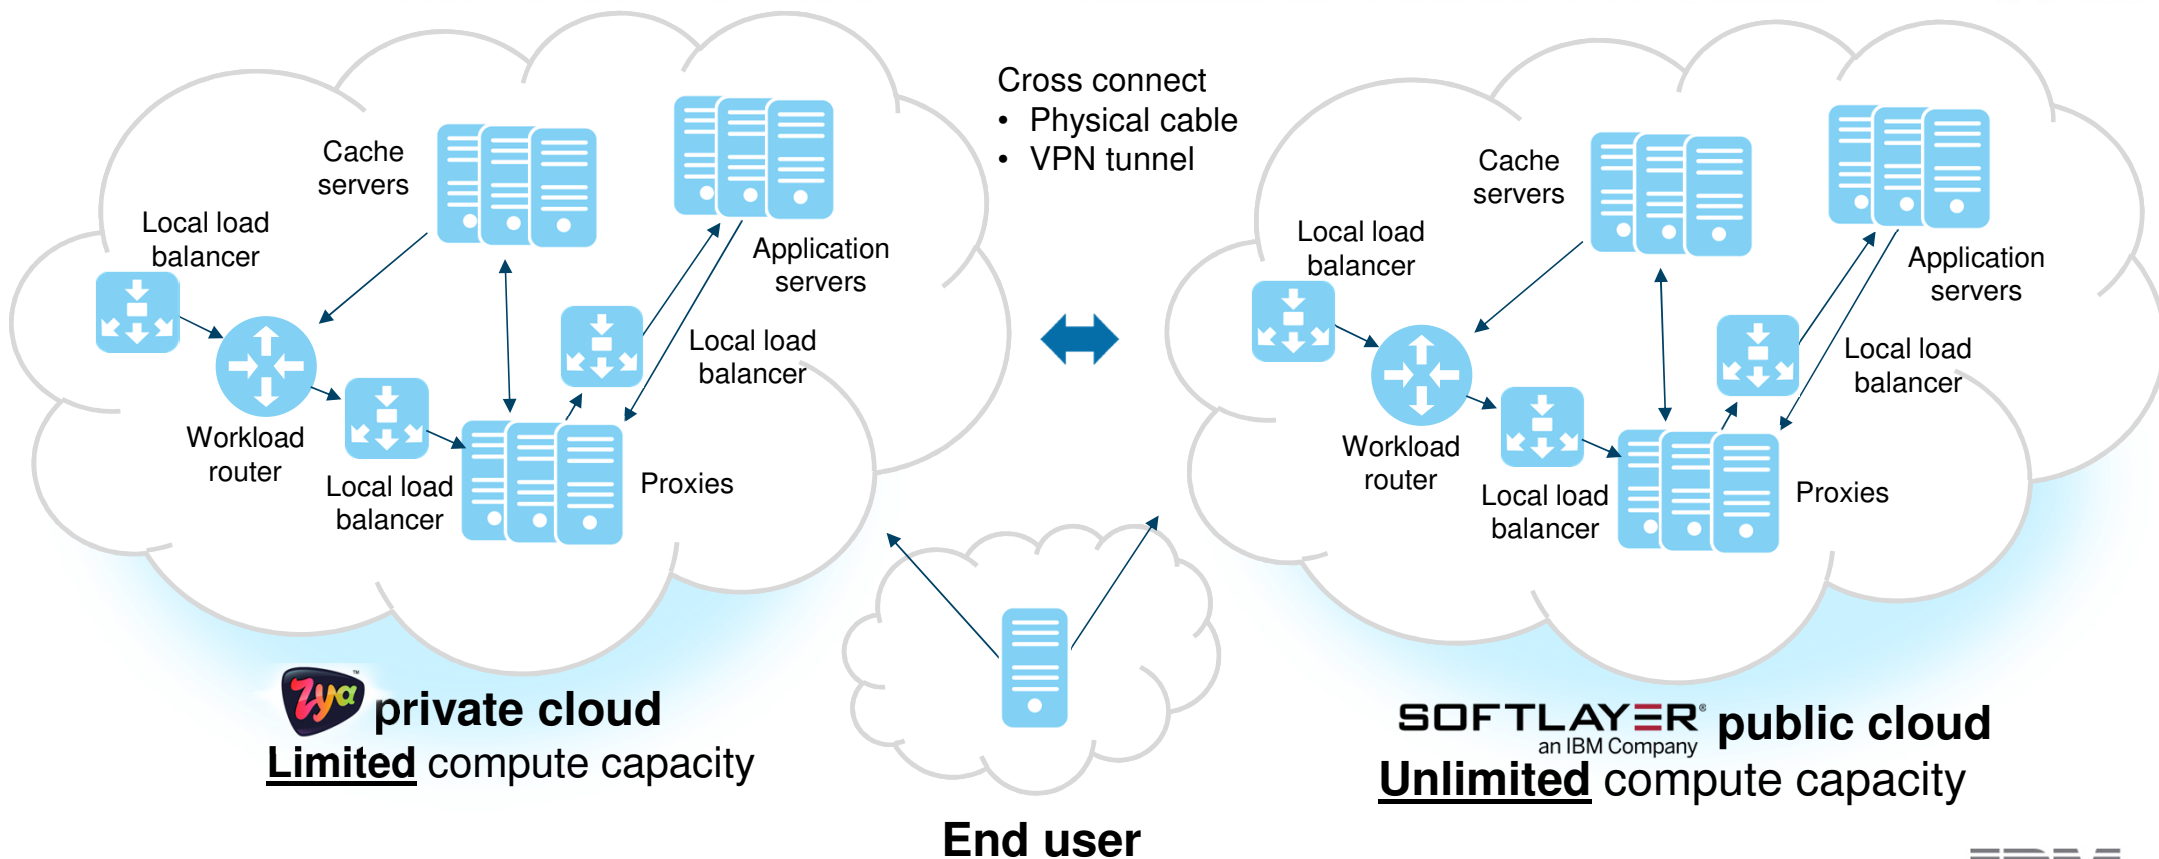 Cross connect
• Physical cable
• VPN tunnel
Cache
servers
Local load
balancer
Application
servers
Local load
balancer
Workload
router
Local load
balancer
Proxies
Zya™ private cloud
Limited compute capacity
End user
Cache
servers
Local load
balancer
Application
servers
Local load
balancer
Workload
router
Local load
balancer
Proxies
SOFTLAYER® public cloud
an IBM Company
Unlimited compute capacity